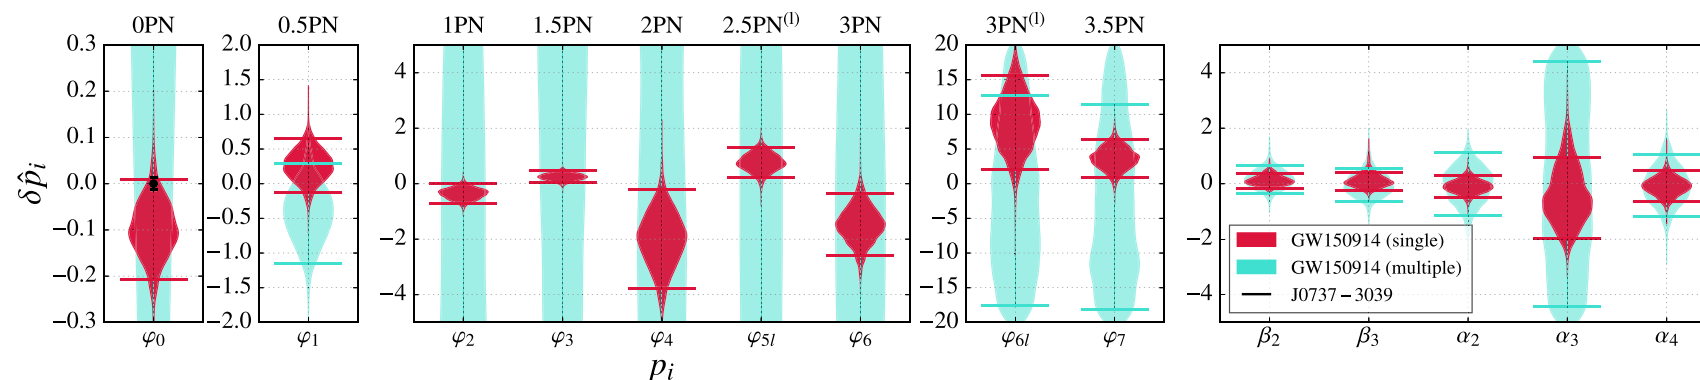 0PN 0.5PN 1PN 1.5PN 2PN 2.5PN⁽ˡ⁾ 3PN 3PN⁽ˡ⁾ 3.5PN
0.3 2.0 20
1.5 4 15 4
0.2
1.0 10
0.1 2 2
0.5 5
0.0 0.0 0 0 0
−0.5 −5
−0.1 −2 −2
−1.0 −10
−0.2
−1.5 −4 −15 −4
−0.3 −2.0 −20
δp̂ᵢ
GW150914 (single)
GW150914 (multiple)
J0737−3039
φ₀ φ₁ φ₂ φ₃ φ₄ φ₅ₗ φ₆ φ₆ₗ φ₇ β₂ β₃ α₂ α₃ α₄
pᵢ